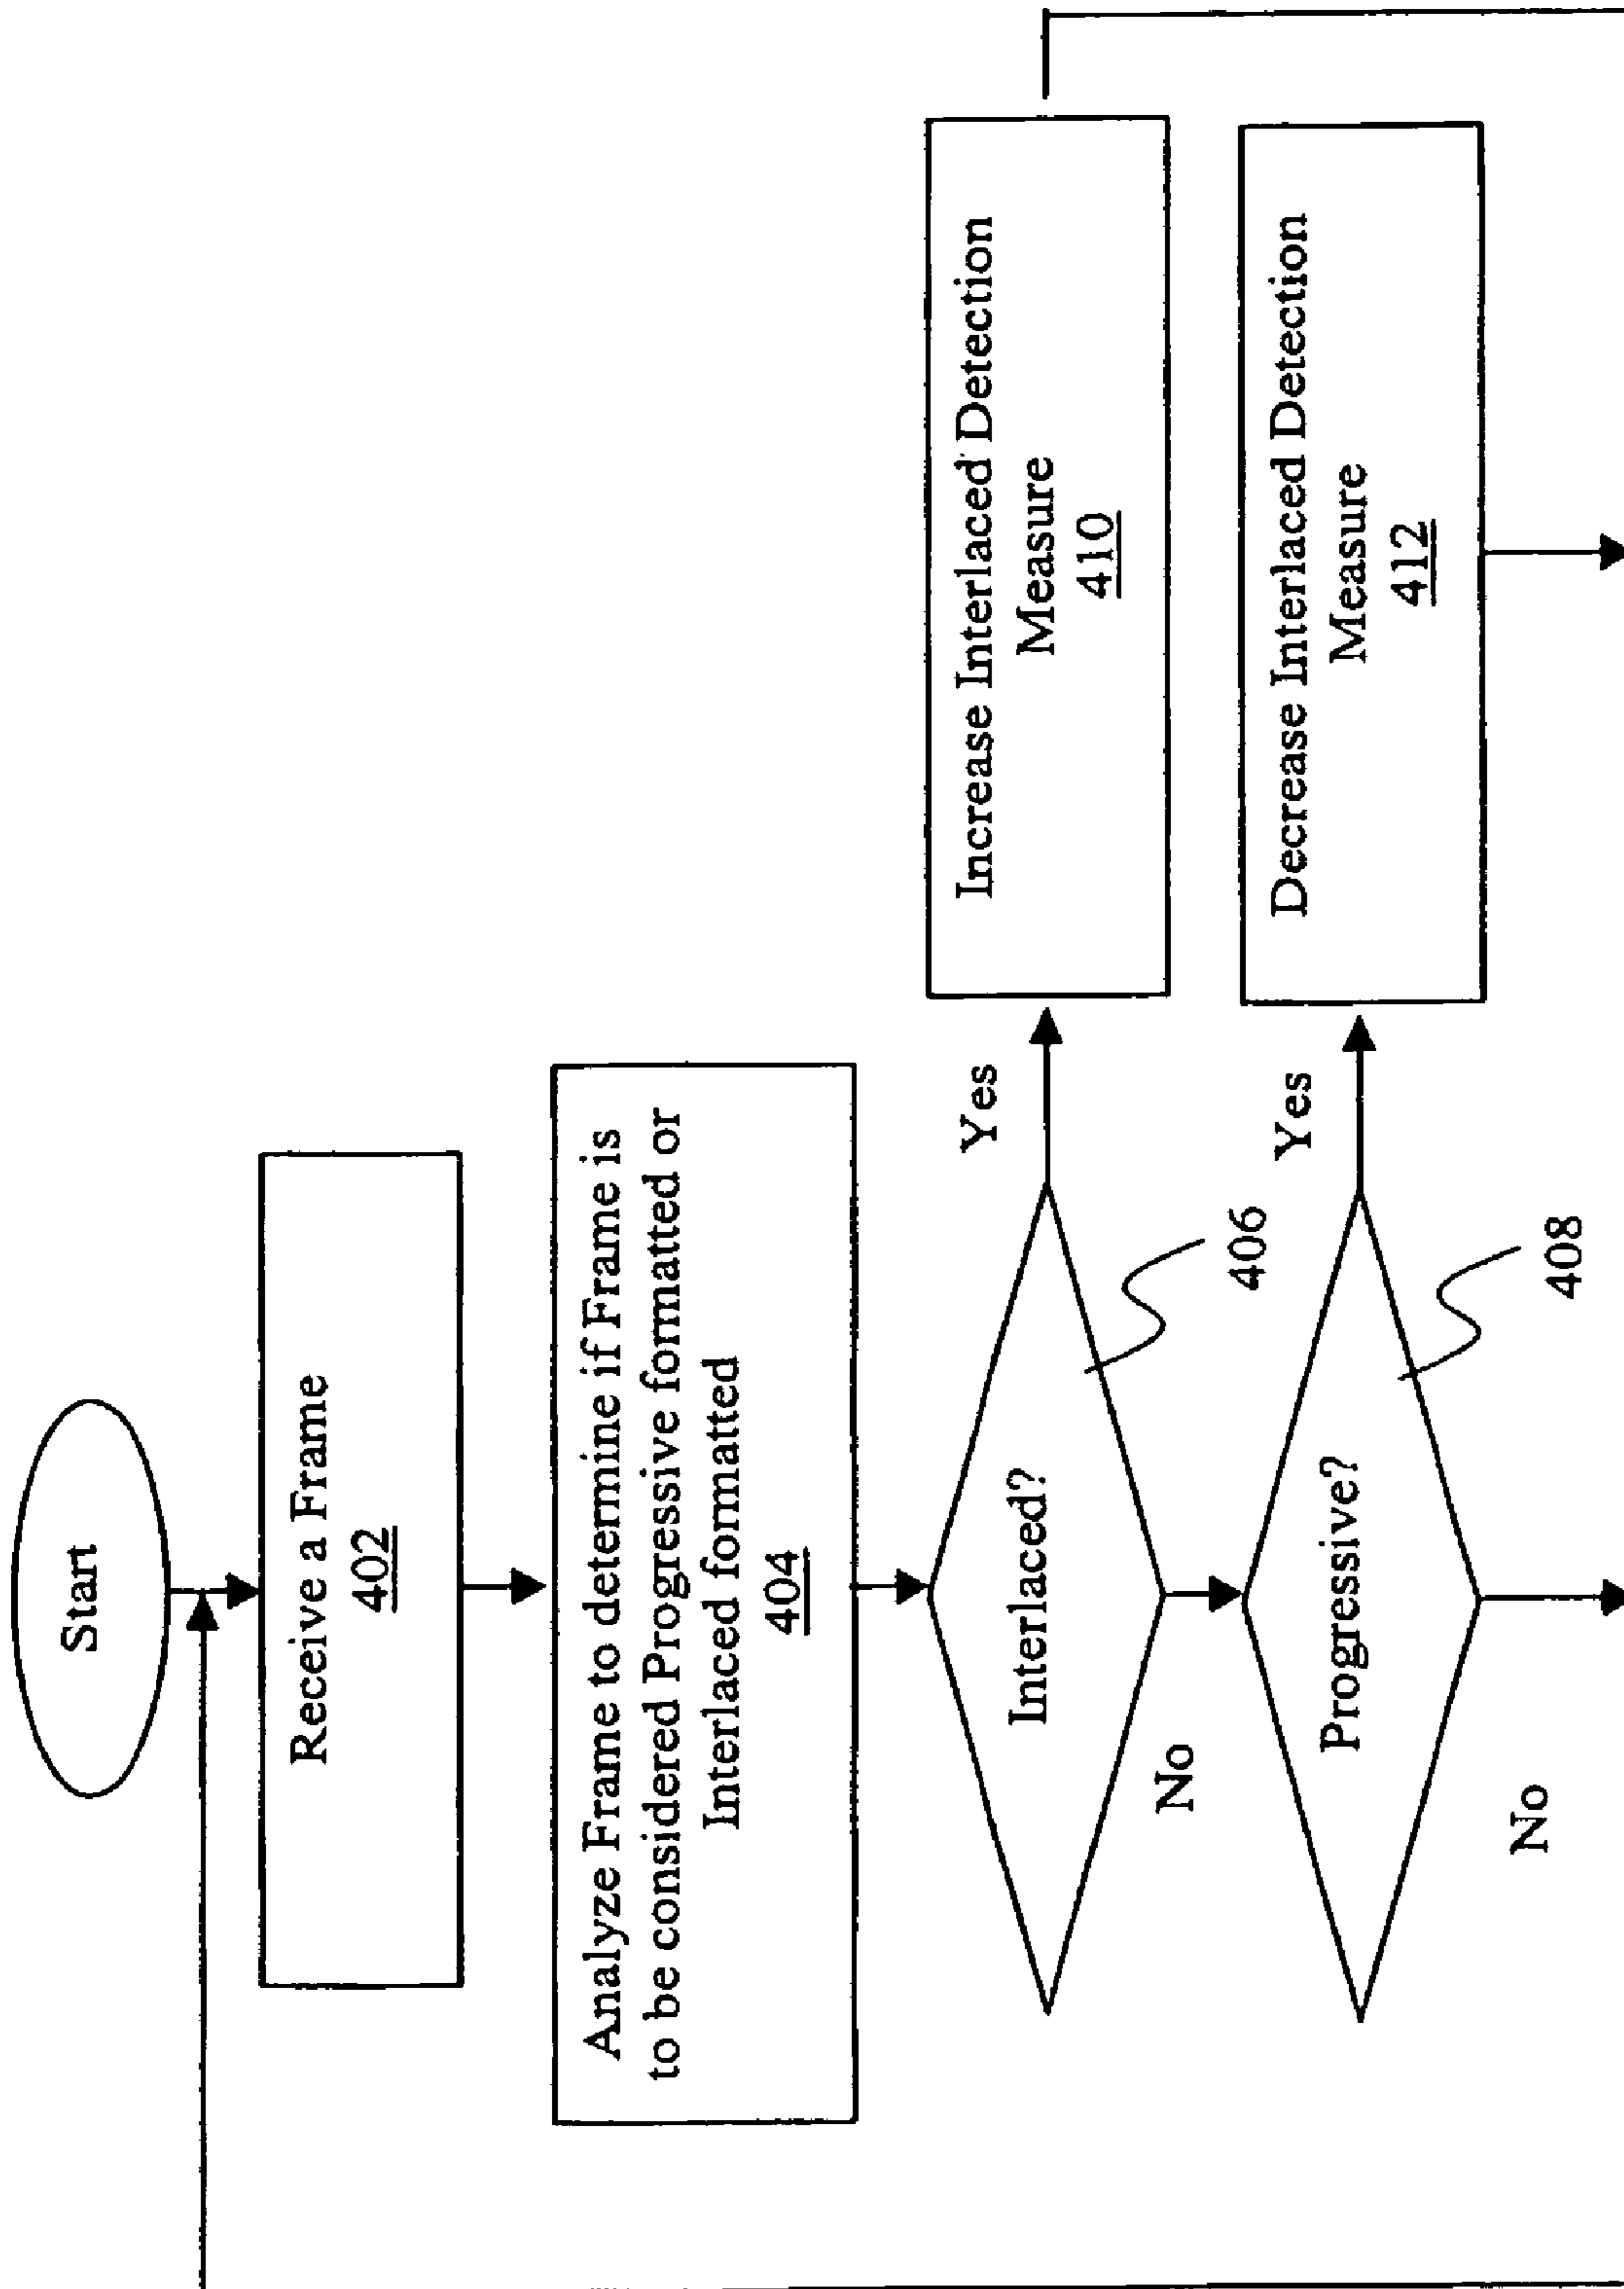 Start
Receive a Frame
402
Analyze Frame to determine if Frame is
to be considered Progressive formatted or
Interlaced formatted
404
Interlaced?
Yes
406
No
Increase Interlaced Detection
Measure
410
Progressive?
Yes
408
No
Decrease Interlaced Detection
Measure
412